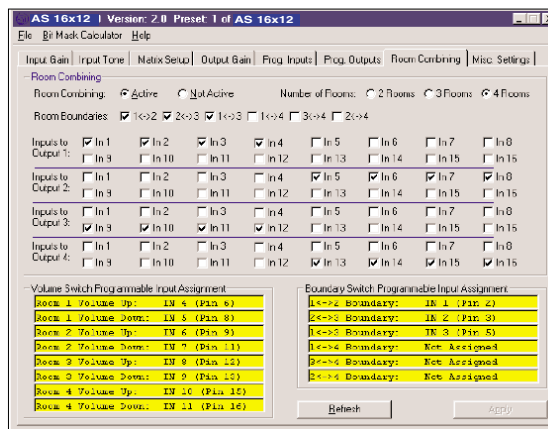 AS 16x12 | Version: 2.0 Preset: 1 of AS 16x12
File Bit Mask Calculator Help
Input Gain Input Tone Matrix Setup Output Gain Prog. Inputs Prog. Outputs Room Combining Misc. Settings
Room Combining
Room Combining: Active Not Active Number of Rooms: 2 Rooms 3 Rooms 4 Rooms
Room Boundaries: 1<->2 2<->3 1<->3 1<->4 3<->4 2<->4
Inputs to Output 1: In 1 In 2 In 3 In 4 In 5 In 6 In 7 In 8
In 9 In 10 In 11 In 12 In 13 In 14 In 15 In 16
Inputs to Output 2: In 1 In 2 In 3 In 4 In 5 In 6 In 7 In 8
In 9 In 10 In 11 In 12 In 13 In 14 In 15 In 16
Inputs to Output 3: In 1 In 2 In 3 In 4 In 5 In 6 In 7 In 8
In 9 In 10 In 11 In 12 In 13 In 14 In 15 In 16
Inputs to Output 4: In 1 In 2 In 3 In 4 In 5 In 6 In 7 In 8
In 9 In 10 In 11 In 12 In 13 In 14 In 15 In 16
Volume Switch Programmable Input Assignment
Room 1 Volume Up: IN 4 (Pin 6)
Room 1 Volume Down: IN 5 (Pin 8)
Room 2 Volume Up: IN 6 (Pin 9)
Room 2 Volume Down: IN 7 (Pin 11)
Room 3 Volume Up: IN 8 (Pin 12)
Room 3 Volume Down: IN 9 (Pin 13)
Room 4 Volume Up: IN 10 (Pin 15)
Room 4 Volume Down: IN 11 (Pin 16)
Boundary Switch Programmable Input Assignment
1<->2 Boundary: IN 1 (Pin 2)
2<->3 Boundary: IN 2 (Pin 3)
1<->3 Boundary: IN 3 (Pin 5)
1<->4 Boundary: Not Assigned
3<->4 Boundary: Not Assigned
2<->4 Boundary: Not Assigned
Refresh Apply